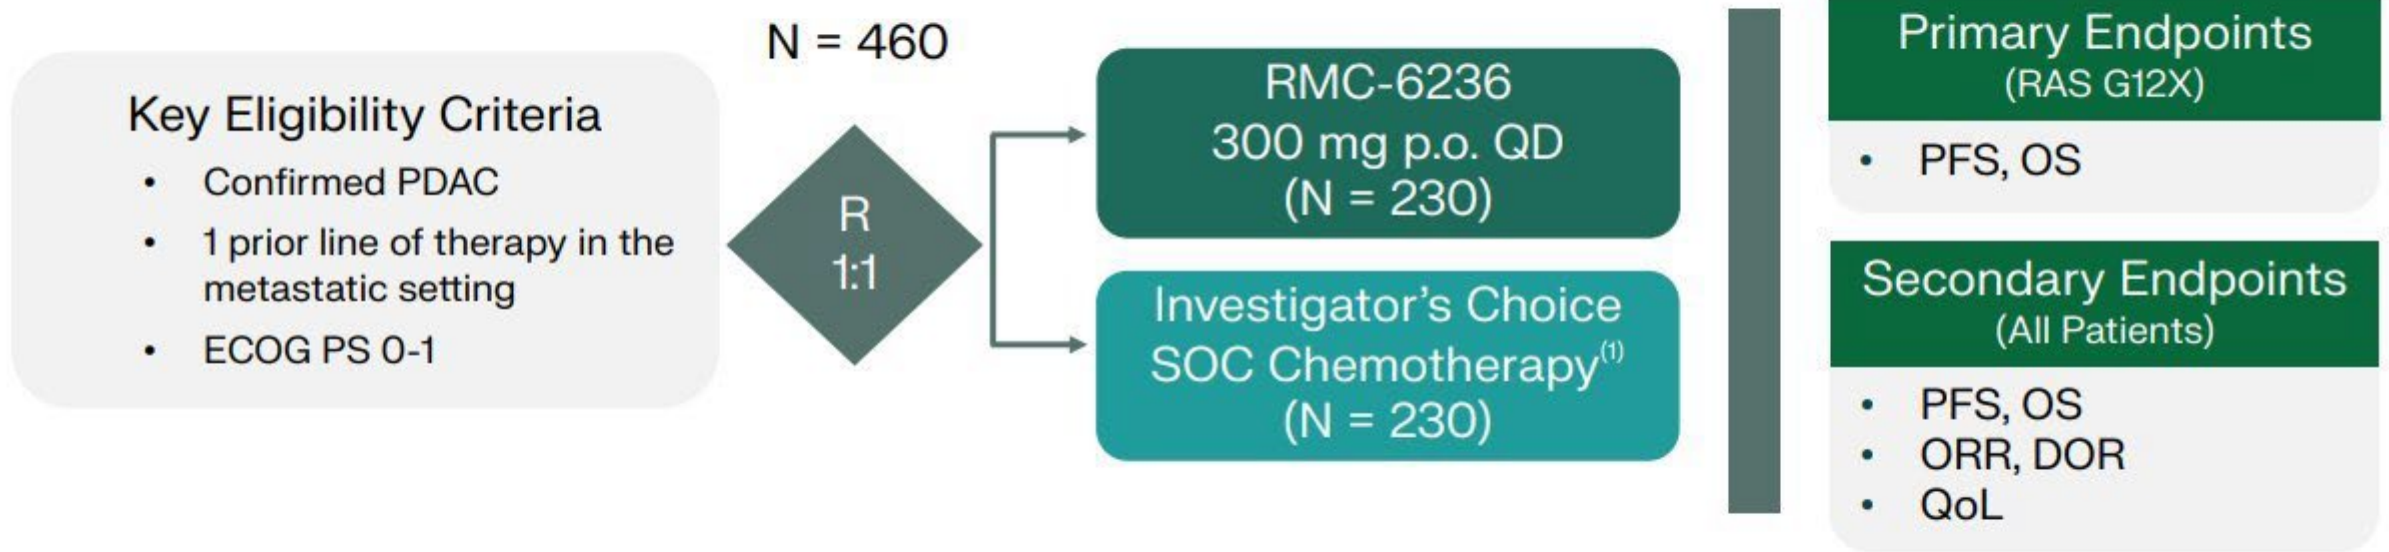 Key Eligibility Criteria
• Confirmed PDAC
• 1 prior line of therapy in the
metastatic setting
• ECOG PS 0-1
N = 460
R
1:1
RMC-6236
300 mg p.o. QD
(N = 230)
Investigator’s Choice
SOC Chemotherapy(1)
(N = 230)
Primary Endpoints
(RAS G12X)
• PFS, OS
Secondary Endpoints
(All Patients)
• PFS, OS
• ORR, DOR
• QoL